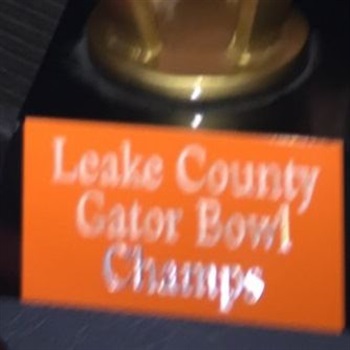 Leake County
Gator Bowl
Champs